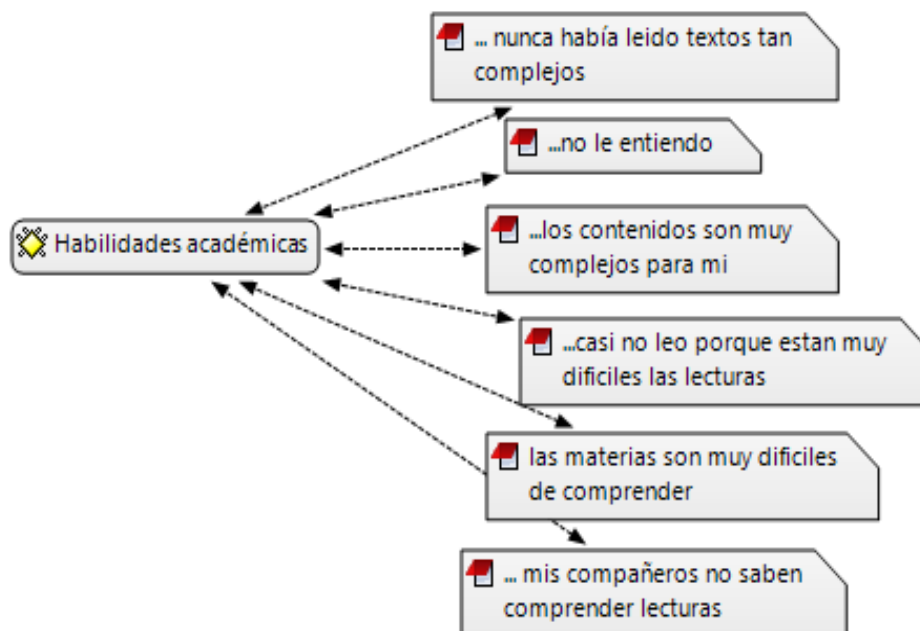 ... nunca había leido textos tan
complejos
...no le entiendo
Habilidades académicas
...los contenidos son muy
complejos para mi
...casi no leo porque estan muy
dificiles las lecturas
las materias son muy dificiles
de comprender
... mis compañeros no saben
comprender lecturas